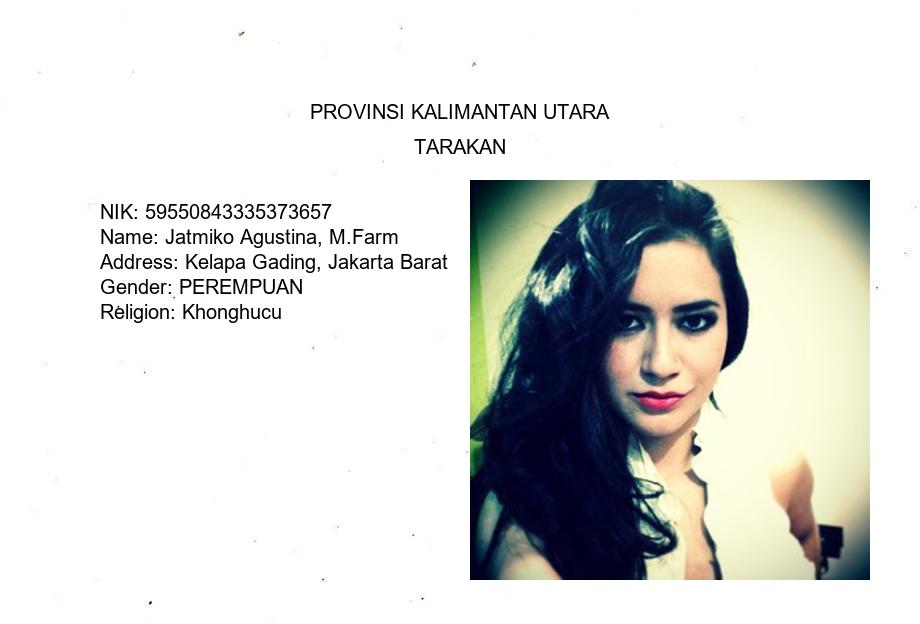 PROVINSI KALIMANTAN UTARA
TARAKAN
NIK: 59550843335373657
Name: Jatmiko Agustina, M.Farm
Address: Kelapa Gading, Jakarta Barat
Gender: PEREMPUAN
Religion: Khonghucu